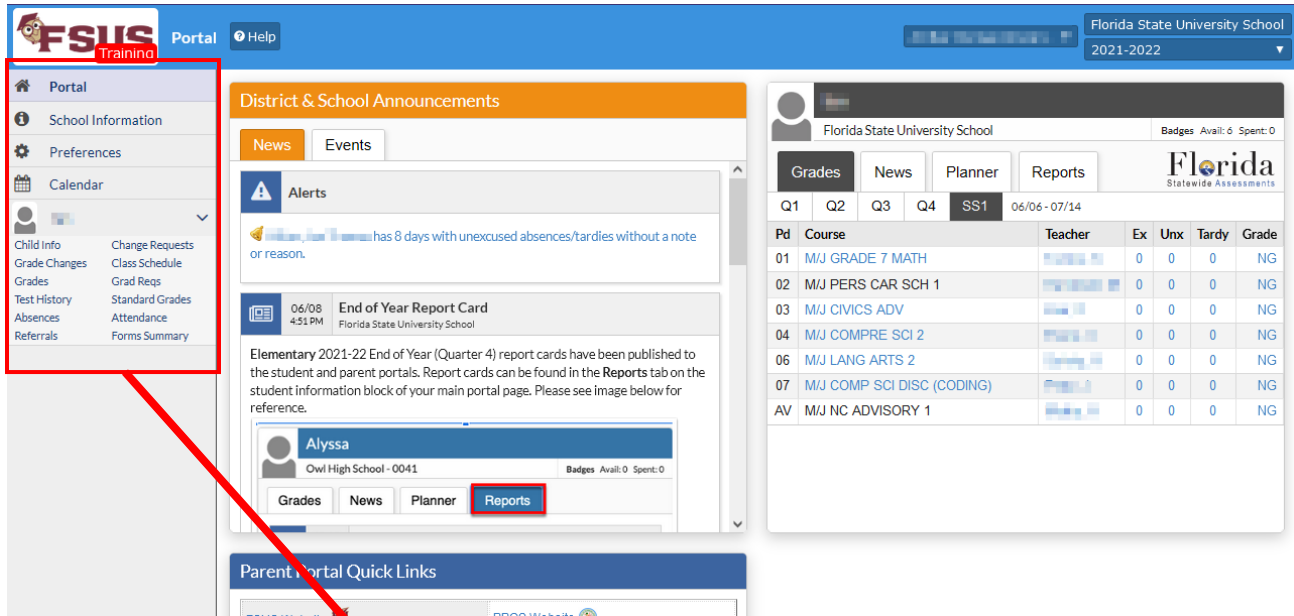 FSUS
Training
Portal
Help
Florida State University School
2021-2022
Portal
School Information
Preferences
Calendar
Child Info Change Requests
Grade Changes Class Schedule
Grades Grad Reqs
Test History Standard Grades
Absences Attendance
Referrals Forms Summary
District & School Announcements
News Events
Alerts
has 8 days with unexcused absences/tardies without a note
or reason.
06/08 End of Year Report Card
4:51 PM Florida State University School
Elementary 2021-22 End of Year (Quarter 4) report cards have been published to
the student and parent portals. Report cards can be found in the Reports tab on the
student information block of your main portal page. Please see image below for
reference.
Alyssa
Owl High School - 0041 Badges Avail: 0 Spent: 0
Grades News Planner Reports
Parent Portal Quick Links
Florida State University School Badges Avail: 6 Spent: 0
Grades News Planner Reports
Florida
Statewide Assessments
Q1 Q2 Q3 Q4 SS1 06/06 - 07/14
Pd Course Teacher Ex Unx Tardy Grade
01 M/J GRADE 7 MATH 0 0 0 NG
02 M/J PERS CAR SCH 1 0 0 0 NG
03 M/J CIVICS ADV 0 0 0 NG
04 M/J COMPRE SCI 2 0 0 0 NG
06 M/J LANG ARTS 2 0 0 0 NG
07 M/J COMP SCI DISC (CODING) 0 0 0 NG
AV M/J NC ADVISORY 1 0 0 0 NG